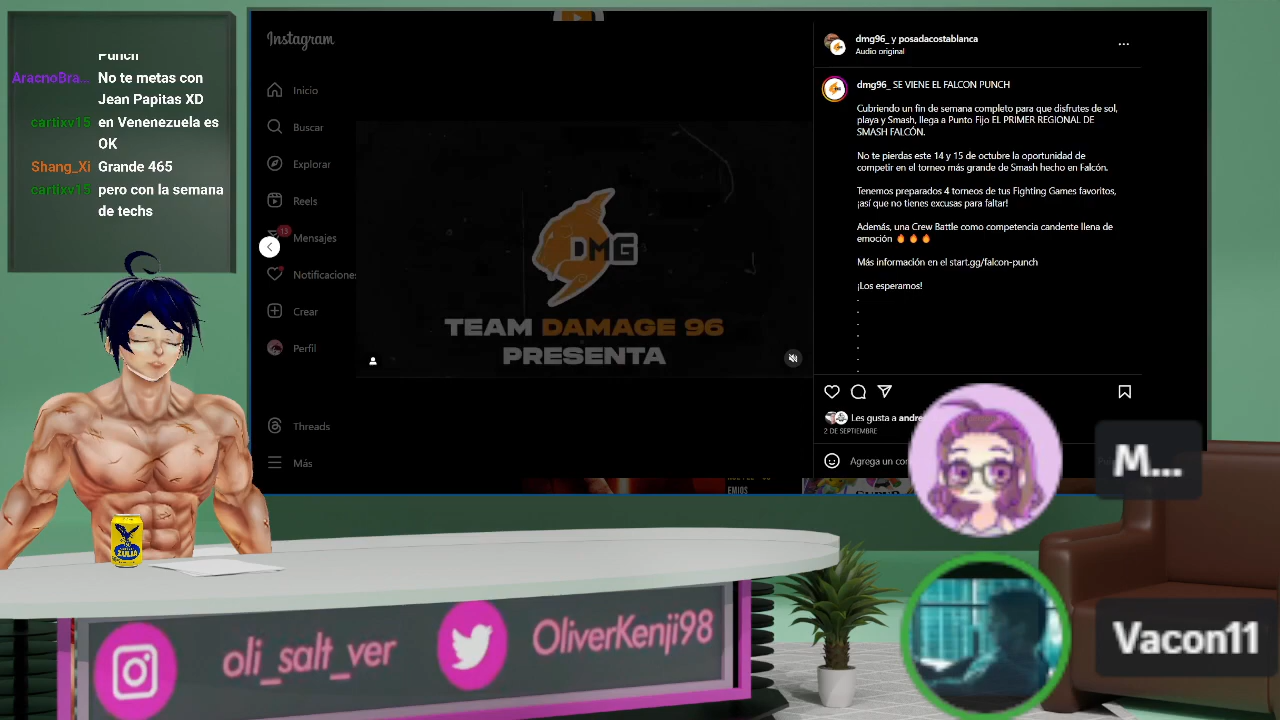 Punch
AracnoBra... No te metas con
Jean Papitas XD
cartixv15 en Venenezuela es
OK
Shang_Xi Grande 465
cartixv15 pero con la semana
de techs
Instagram
Inicio
Buscar
Explorar
Reels
13
Mensajes
Notificaciones
Crear
Perfil
Threads
Más
DMG
TEAM DAMAGE 96
PRESENTA
dmg96_ y posadacostablanca
Audio original
dmg96_ SE VIENE EL FALCON PUNCH
Cubriendo un fin de semana completo para que disfrutes de sol,
playa y Smash, llega a Punto Fijo EL PRIMER REGIONAL DE
SMASH FALCÓN.
No te pierdas este 14 y 15 de octubre la oportunidad de
competir en el torneo más grande de Smash hecho en Falcón.
Tenemos preparados 4 torneos de tus Fighting Games favoritos,
¡así que no tienes excusas para faltar!
Además, una Crew Battle como competencia candente llena de
emoción 🔥🔥🔥
Más información en el start.gg/falcon-punch
¡Los esperamos!
.
.
.
.
.
.
Les gusta a andre
2 DE SEPTIEMBRE
Agrega un co
M...
Vacon11
ZULIA
oli_salt_ver
OliverKenji98